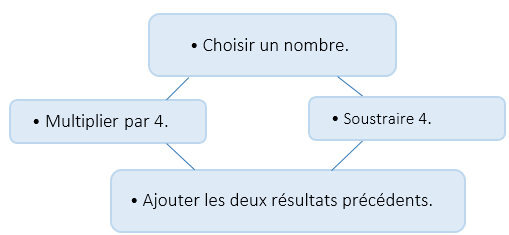 • Choisir un nombre.
• Multiplier par 4.
• Soustraire 4.
• Ajouter les deux résultats précédents.